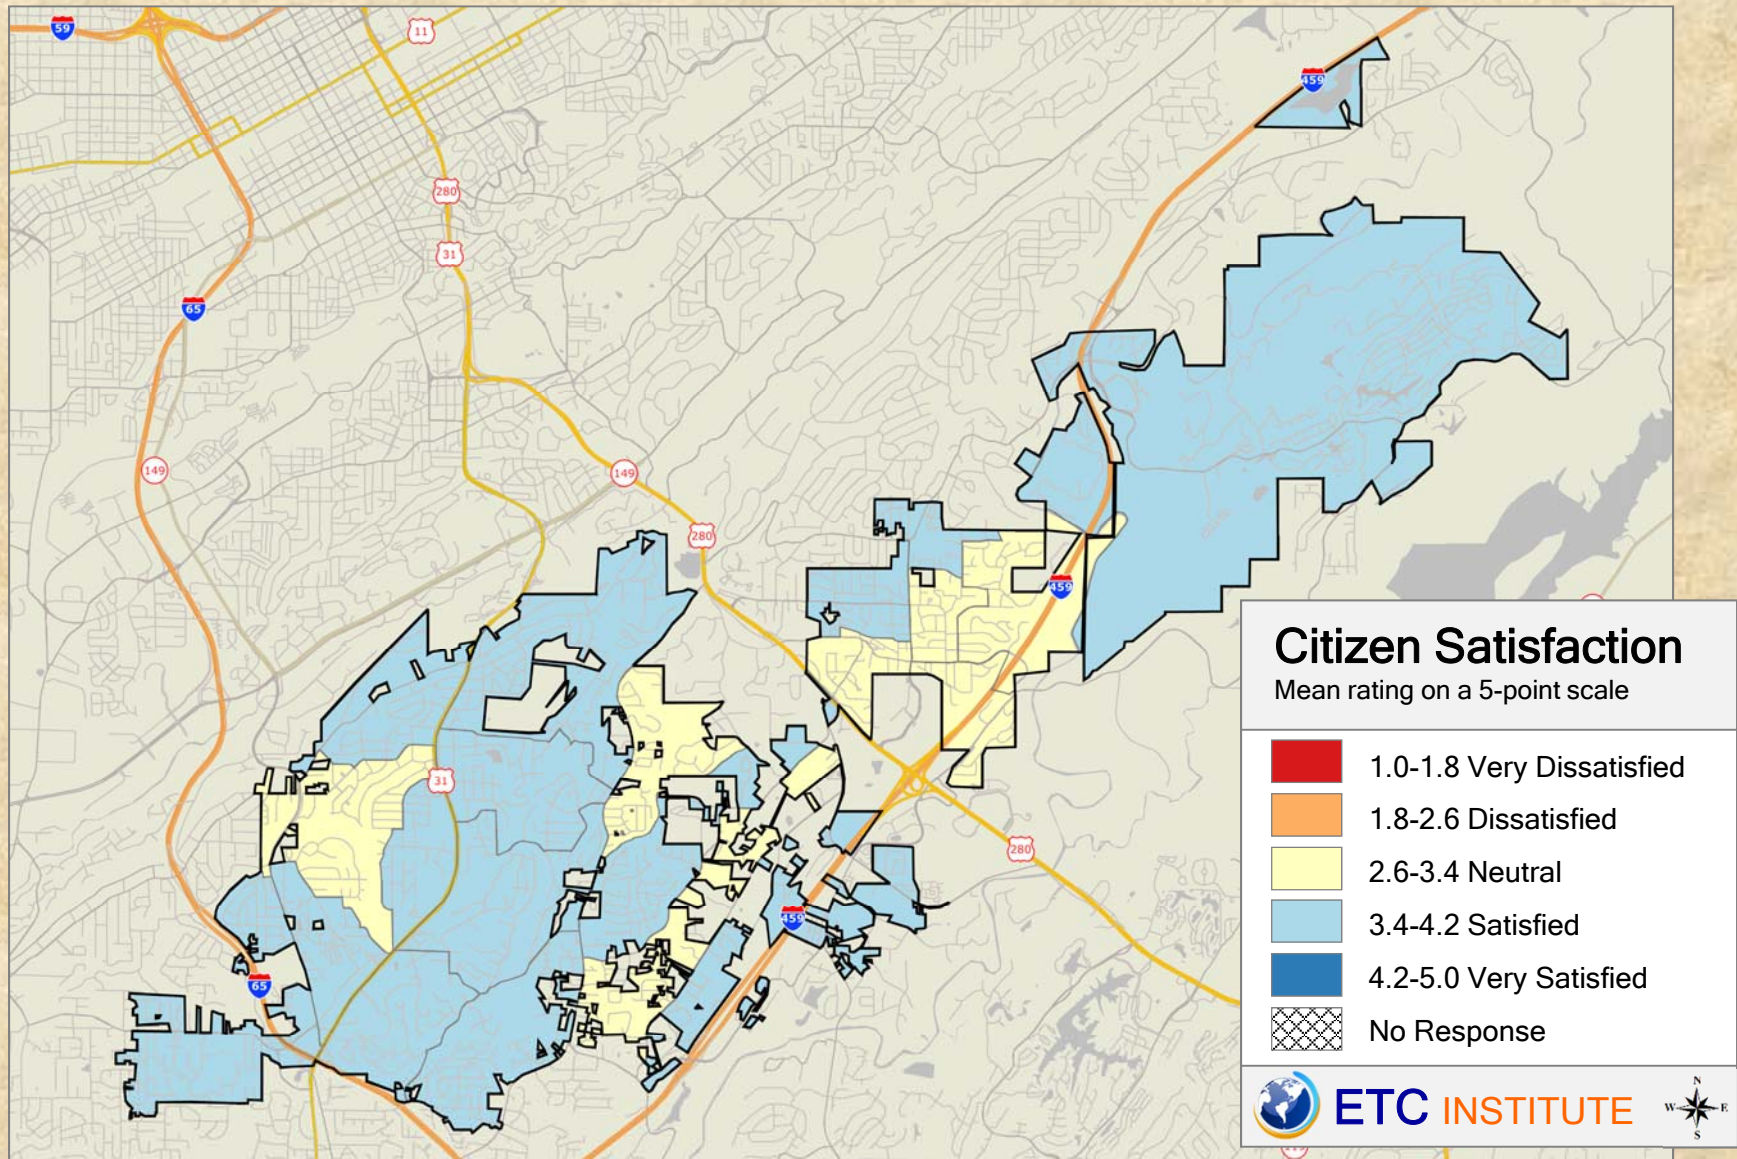 59
11
459
280
31
65
149
149
280
459
31
280
459
65
Citizen Satisfaction
Mean rating on a 5-point scale
1.0-1.8 Very Dissatisfied
1.8-2.6 Dissatisfied
2.6-3.4 Neutral
3.4-4.2 Satisfied
4.2-5.0 Very Satisfied
No Response
ETC INSTITUTE
N
W E
S